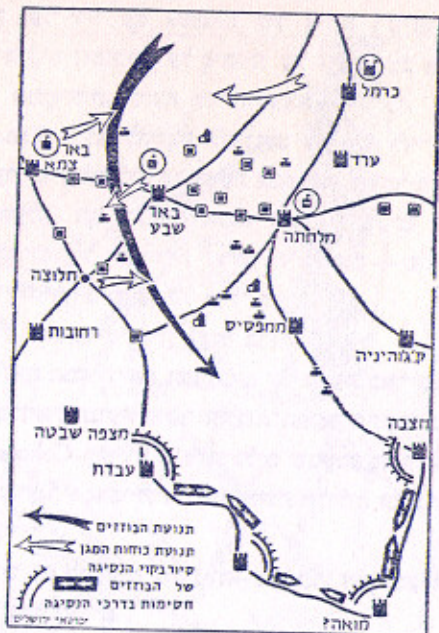 כרמל
באר
צמא
ערד
באר
שבע
מלחתה
חלוצה
רחובות
ממפסיס
ק׳גוהיניה
מצפה שבטה
מצבה
עבדת
תנועת הבוזזים
תנועת כוחות המגן
סיור בקוי הנסיגה
של הבוזזים
חסימות בדרכי הנסיגה
מואה?